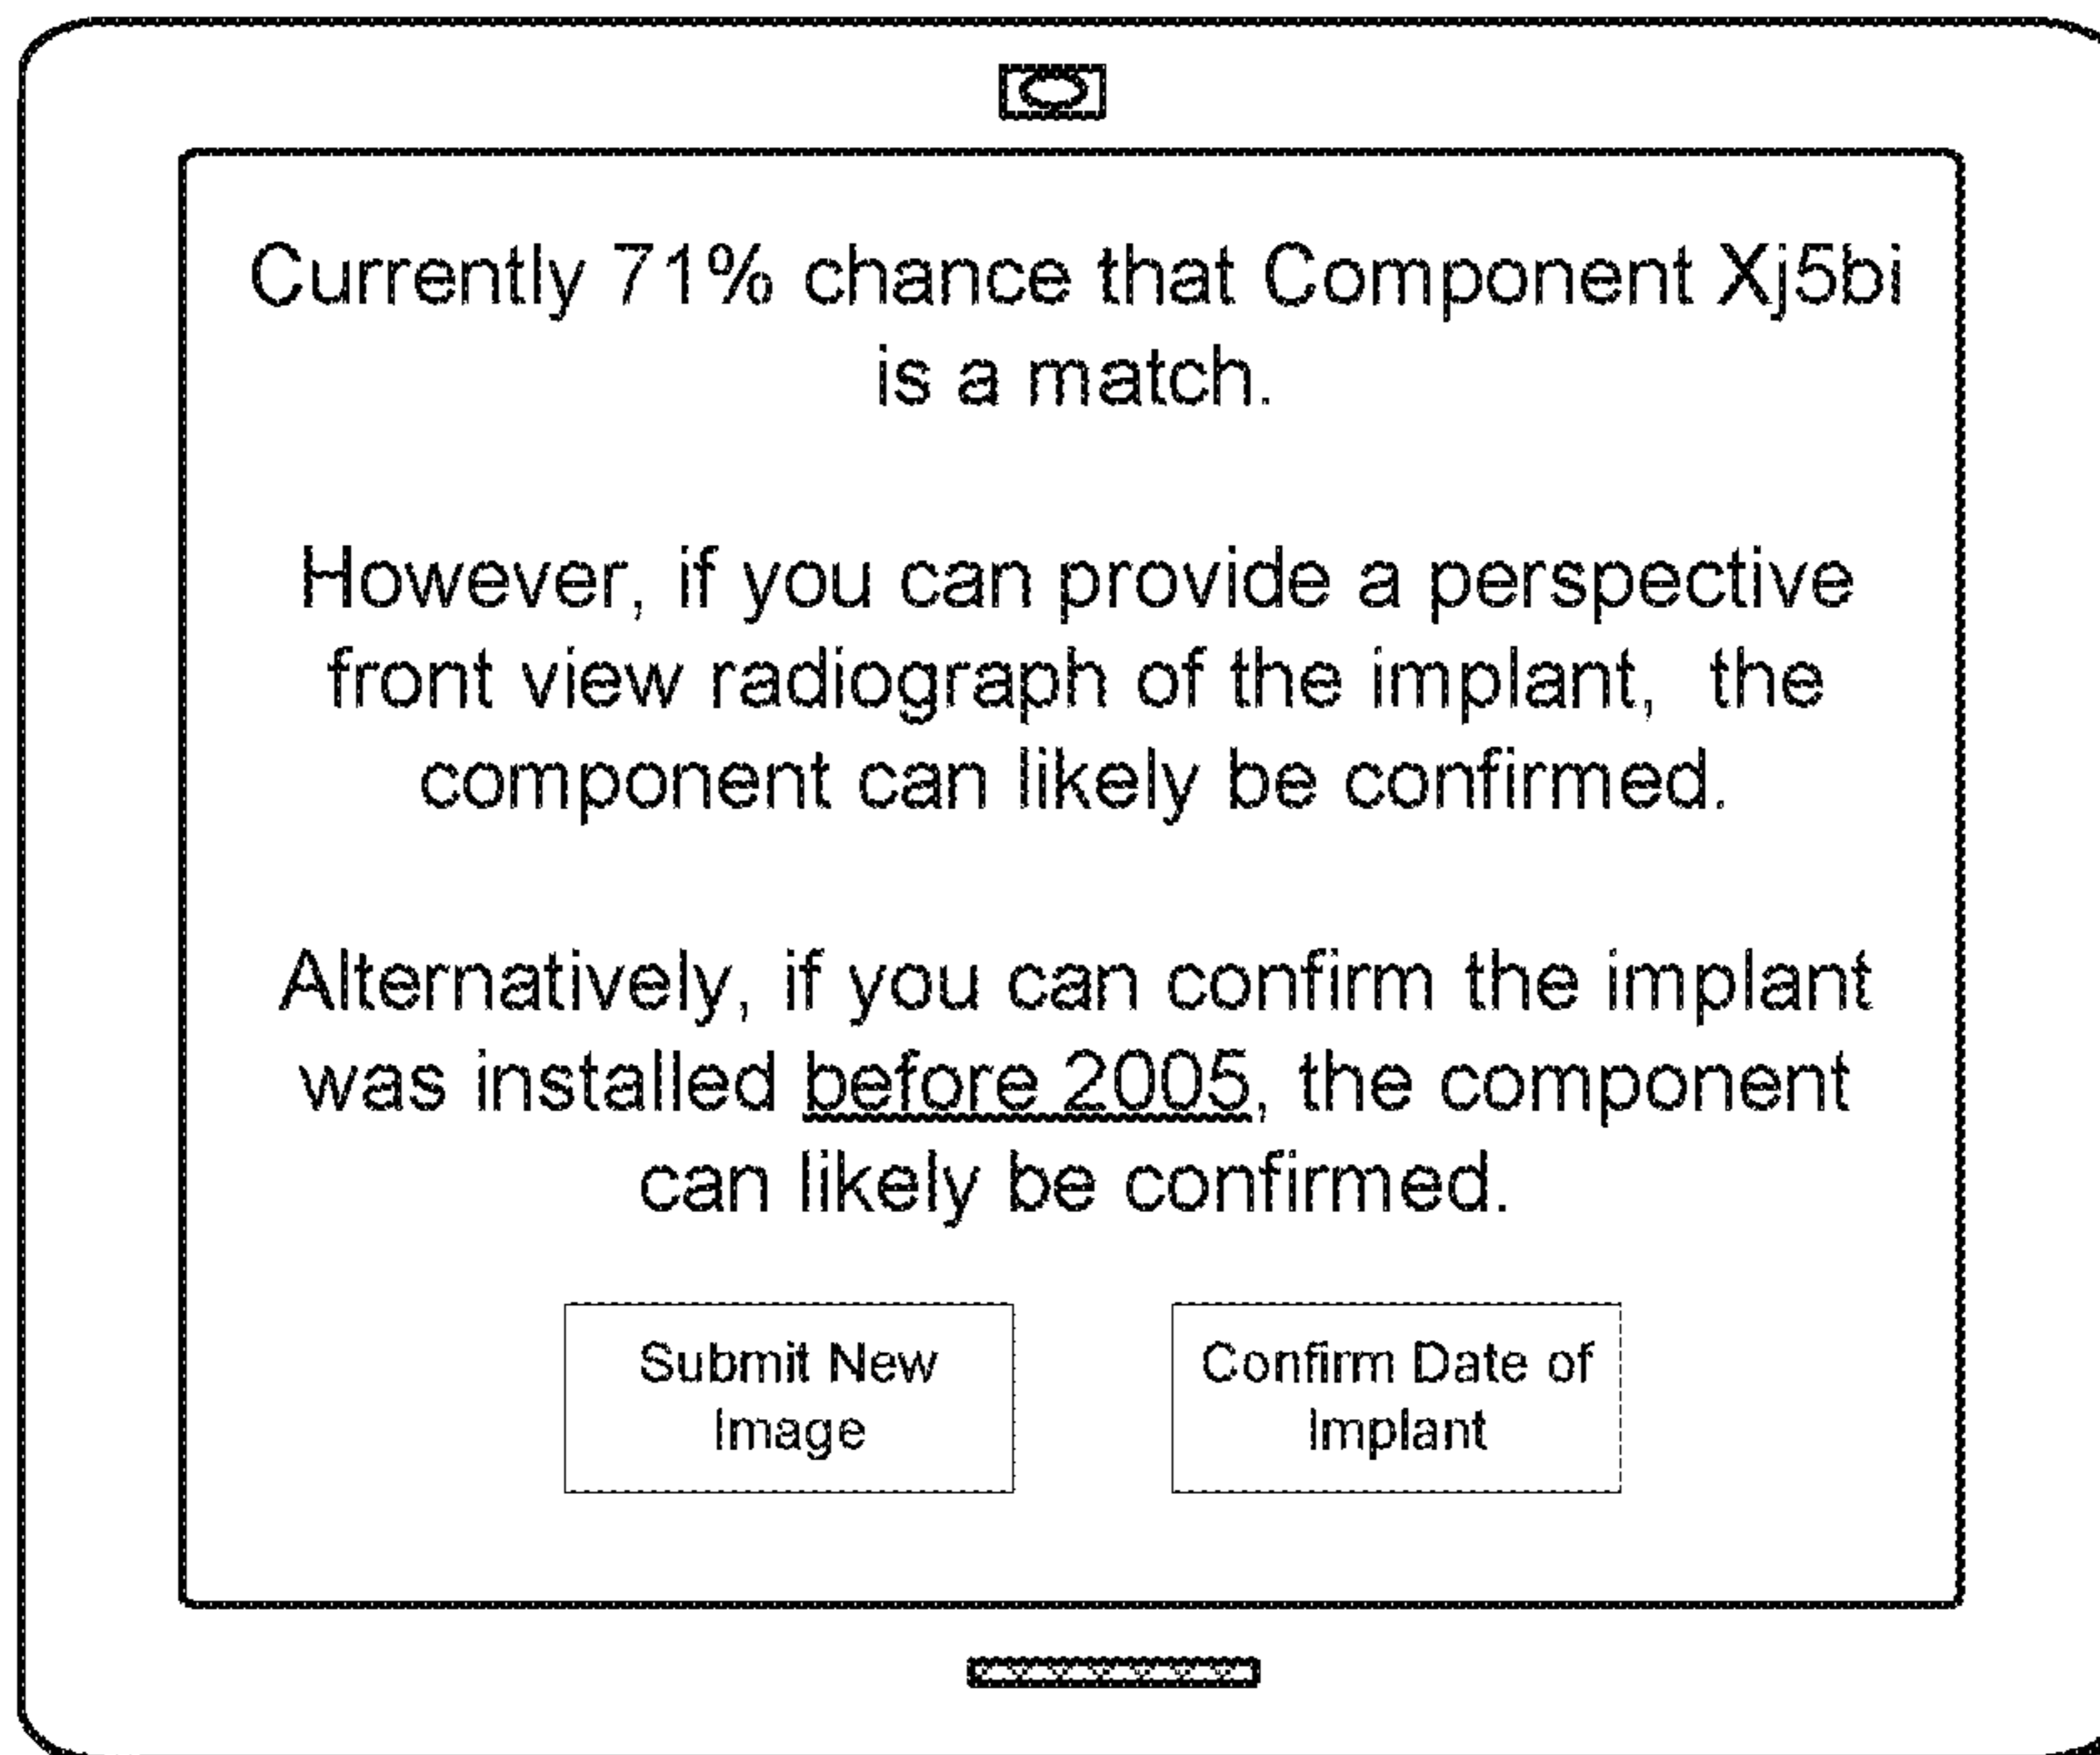 Currently 71% chance that Component Xj5bi
is a match.
However, if you can provide a perspective
front view radiograph of the implant, the
component can likely be confirmed.
Alternatively, if you can confirm the implant
was installed before 2005, the component
can likely be confirmed.
Submit New
Image
Confirm Date of
Implant